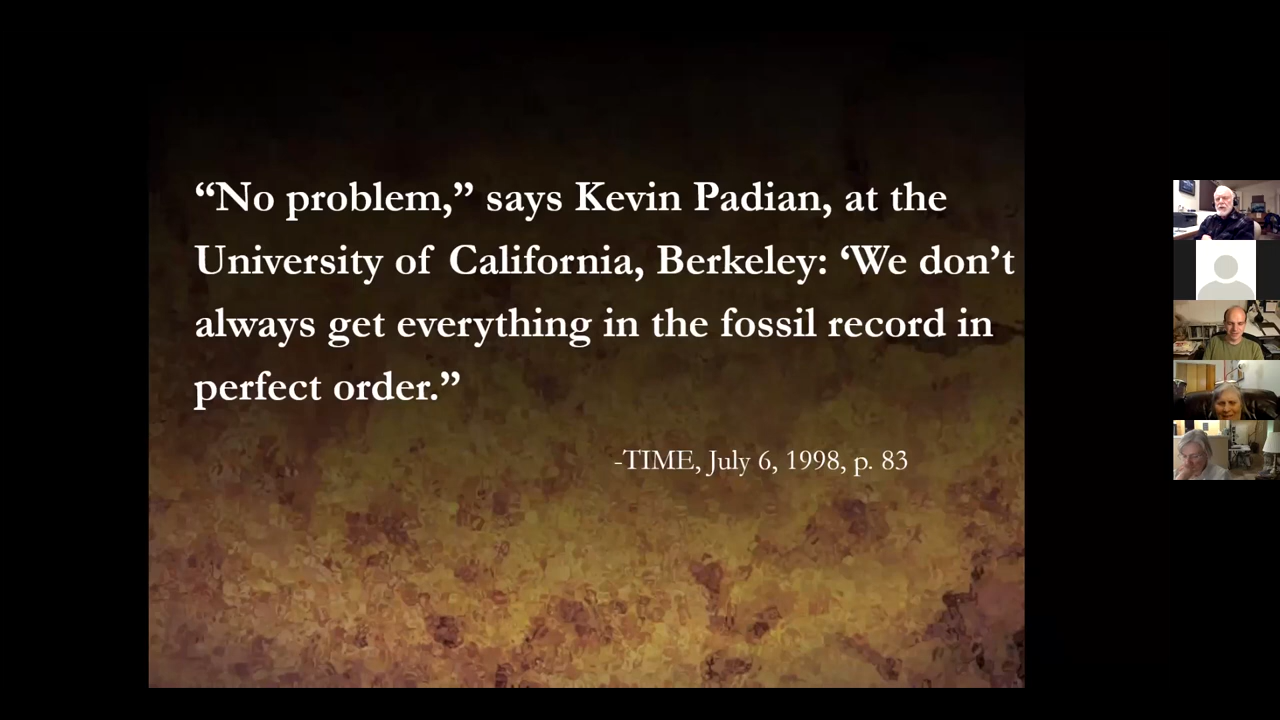 “No problem,” says Kevin Padian, at the
University of California, Berkeley: ‘We don’t
always get everything in the fossil record in
perfect order.”
-TIME, July 6, 1998, p. 83